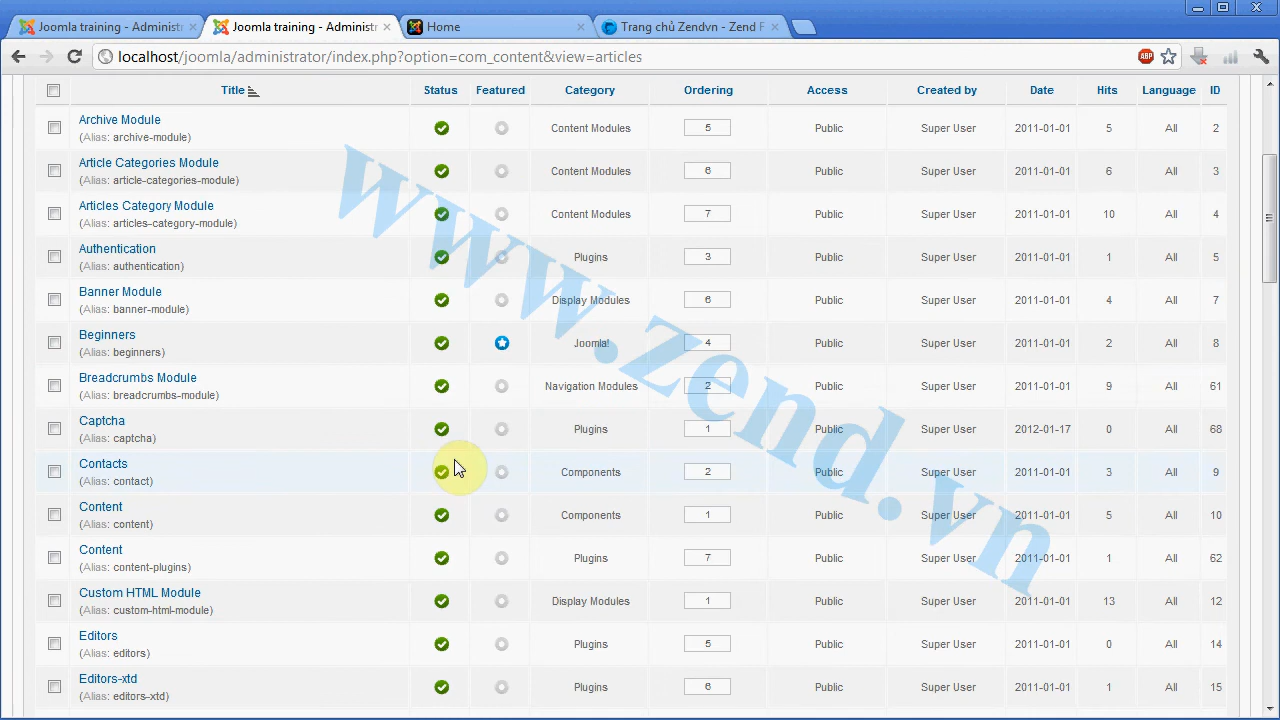 Joomla training - Administr
Joomla training - Administr
Home
Trang chủ Zendvn - Zend F
localhost/joomla/administrator/index.php?option=com_content&view=articles
ABP
Title Status Featured Category Ordering Access Created by Date Hits Language ID
Archive Module
(Alias: archive-module)
5 Content Modules Public Super User 2011-01-01 5 All 2
Article Categories Module
(Alias: article-categories-module)
Content Modules 6 Public Super User 2011-01-01 6 All 3
Articles Category Module
(Alias: articles-category-module)
Content Modules 7 Public Super User 2011-01-01 10 All 4
Authentication
(Alias: authentication)
Plugins 3 Public Super User 2011-01-01 1 All 5
Banner Module
(Alias: banner-module)
Display Modules 6 Public Super User 2011-01-01 4 All 7
Beginners
(Alias: beginners)
Joomla! 4 Public Super User 2011-01-01 2 All 8
Breadcrumbs Module
(Alias: breadcrumbs-module)
Navigation Modules 2 Public Super User 2011-01-01 9 All 61
Captcha
(Alias: captcha)
Plugins 1 Public Super User 2012-01-17 0 All 68
Contacts
(Alias: contact)
Components 2 Public Super User 2011-01-01 3 All 9
Content
(Alias: content)
Components 1 Public Super User 2011-01-01 5 All 10
Content
(Alias: content-plugins)
Plugins 7 Public Super User 2011-01-01 1 All 62
Custom HTML Module
(Alias: custom-html-module)
Display Modules 1 Public Super User 2011-01-01 13 All 12
Editors
(Alias: editors)
Plugins 5 Public Super User 2011-01-01 0 All 14
Editors-xtd
(Alias: editors-xtd)
Plugins 6 Public Super User 2011-01-01 1 All 15
www.zend.vn